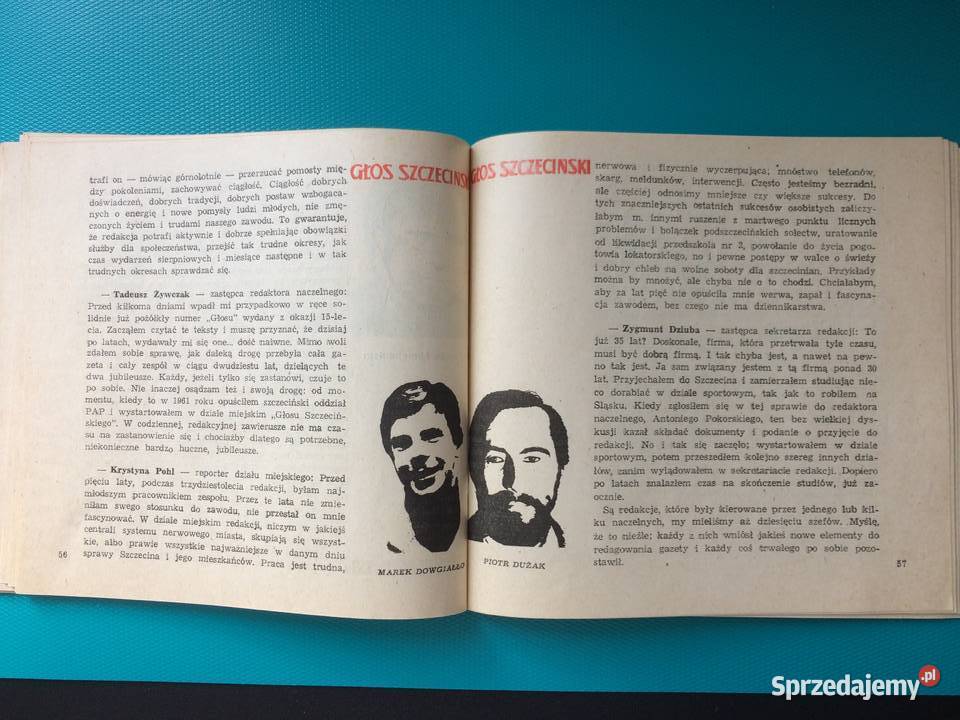 GŁOS SZCZECINSKI
trafi on — mówiąc górnolotnie — przerzucać pomosty mię-
dzy pokoleniami, zachowywać ciągłość. Ciągłość dobrych
doświadczeń, dobrych tradycji, dobrych postaw wzbogaca-
nych o energię i nowe pomysły ludzi młodych, nie zmę-
czonych życiem i trudami naszego zawodu. To gwarantuje,
że redakcja potrafi aktywnie i dobrze spełniając obowiązki
służby dla społeczeństwa, przejść tak trudne okresy, jak
czas wydarzeń sierpniowych i miesiące następne i w tak
trudnych okresach sprawdzać się.
— Tadeusz Żywczak — zastępca redaktora naczelnego:
Przed kilkoma dniami wpadł mi przypadkowo w ręce so-
lidnie już pożółkły numer „Głosu” wydany z okazji 15-le-
cia. Zacząłem czytać te teksty i muszę przyznać, że dzisiaj
po latach, wydawały mi się one... dość naiwne. Mimo woli
zdałem sobie sprawę, jak daleką drogę przebyła cała ga-
zeta i cały zespół w ciągu dwudziestu lat, dzielących te
dwa jubileusze. Każdy, jeżeli tylko się zastanowi, czuje to
po sobie. Nie inaczej osądzam też i swoją drogę: od mo-
mentu, kiedy to w 1961 roku opuściłem szczeciński oddział
PAP i wystartowałem w dziale miejskim „Głosu Szczeciń-
skiego”. W codziennej, redakcyjnej zawierusze nie ma cza-
su na zastanowienie się i chociażby dlatego są potrzebne,
niekoniecznie bardzo huczne, jubileusze.
— Krystyna Pohl — reporter działu miejskiego: Przed
pięciu laty, podczas trzydziestolecia redakcji, byłam naj-
młodszym pracownikiem zespołu. Przez te lata nie zmie-
niłam swego stosunku do zawodu, nie przestał on mnie
fascynować. W dziale miejskim redakcji, niczym w jakiejś
centrali systemu nerwowego miasta, skupiają się wszyst-
kie, albo prawie wszystkie najważniejsze w danym dniu
sprawy Szczecina i jego mieszkańców. Praca jest trudna,
56
MAREK DOWGIAŁŁO
GŁOS SZCZECINSKI
nerwowa i fizycznie wyczerpująca; mnóstwo telefonów,
skarg, meldunków, interwencji. Często jesteśmy bezradni,
ale częściej odnosimy mniejsze czy większe sukcesy. Do
tych znaczniejszych ostatnich sukcesów osobistych zaliczy-
łabym m. innymi ruszenie z martwego punktu licznych
problemów i bolączek podszczecińskich sołectw, uratowanie
od likwidacji przedszkola nr 2, powołanie do życia pogo-
towia lokatorskiego, no i pewne postępy w walce o świeży
i dobry chleb na wolne soboty dla szczecinian. Przykłady
można by mnożyć, ale chyba nie o to chodzi. Chciałabym,
aby za lat pięć nie opuściła mnie werwa, zapał i fascyna-
cja zawodem, bez czego nie ma dziennikarstwa.
— Zygmunt Dziuba — zastępca sekretarza redakcji: To
już 35 lat? Doskonale, firma, która przetrwała tyle czasu,
musi być dobrą firmą. I tak chyba jest, a nawet na pew-
no tak jest. Ja sam związany jestem z tą firmą ponad 30
lat. Przyjechałem do Szczecina i zamierzałem studiując nie-
co dorabiać w dziale sportowym, tak jak to robiłem na
Śląsku. Kiedy zgłosiłem się w tej sprawie do redaktora
naczelnego, Antoniego Pokorskiego, ten bez wielkiej dys-
kusji kazał składać dokumenty i podanie o przyjęcie do
redakcji. No i tak się zaczęło; wystartowałem w dziale
sportowym, potem przeszedłem kolejno szereg innych dzia-
łów, zanim wylądowałem w sekretariacie redakcji. Dopiero
po latach znalazłem czas na skończenie studiów, już za-
ocznie.
Są redakcje, które były kierowane przez jednego lub kil-
ku naczelnych, my mieliśmy aż dziesięciu szefów. Myślę,
że to nieźle; każdy z nich wniósł jakieś nowe elementy do
redagowania gazety i każdy coś trwałego po sobie pozo-
stawił.
PIOTR DUŻAK
57
Sprzedajemy.pl